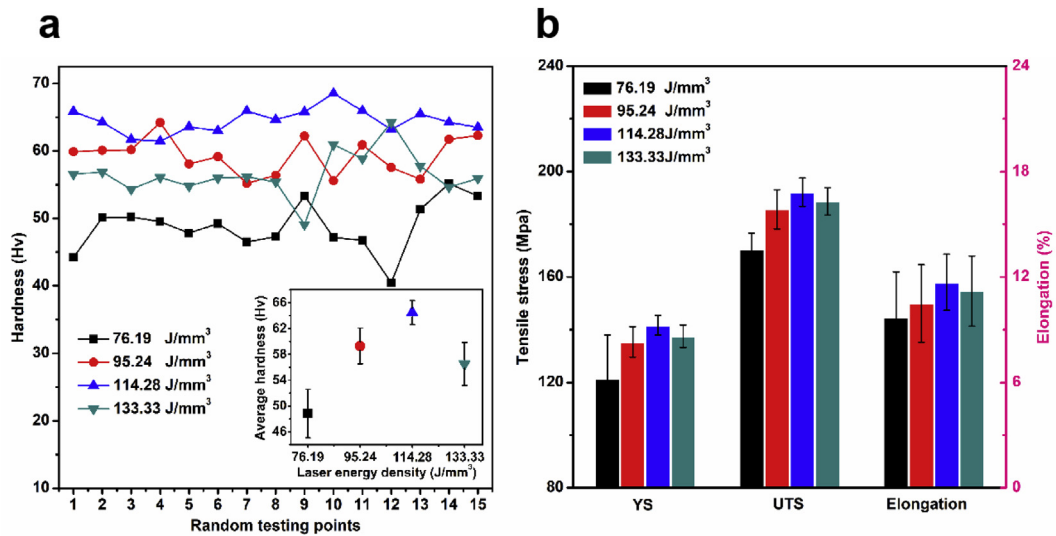 a
70
60
50
40
30
20
10
Hardness (Hv)
76.19 J/mm³
95.24 J/mm³
114.28 J/mm³
133.33 J/mm³
66
62
58
54
50
46
Average hardness (Hv)
76.19 95.24 114.28 133.33
Laser energy density (J/mm³)
1 2 3 4 5 6 7 8 9 10 11 12 13 14 15
Random testing points
b
240
200
160
120
80
Tensile stress (Mpa)
76.19 J/mm³
95.24 J/mm³
114.28J/mm³
133.33J/mm³
24
18
12
6
0
Elongation (%)
YS UTS Elongation